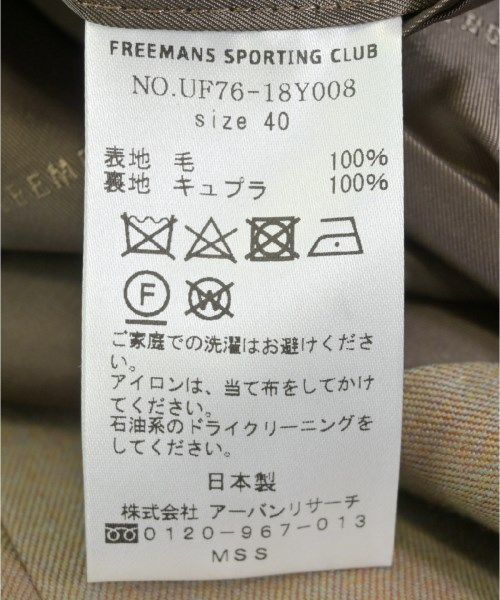 FREEMANS SPORTING CLUB
NO.UF76-18Y008
size 40
表地 毛 100%
裏地 キュプラ 100%
F W
ご家庭での洗濯はお避けくださ
い。
アイロンは、当て布をしてかけ
てください。
石油系のドライクリーニングを
してください。
日本製
株式会社 アーバンリサーチ
0120-967-013
MSS